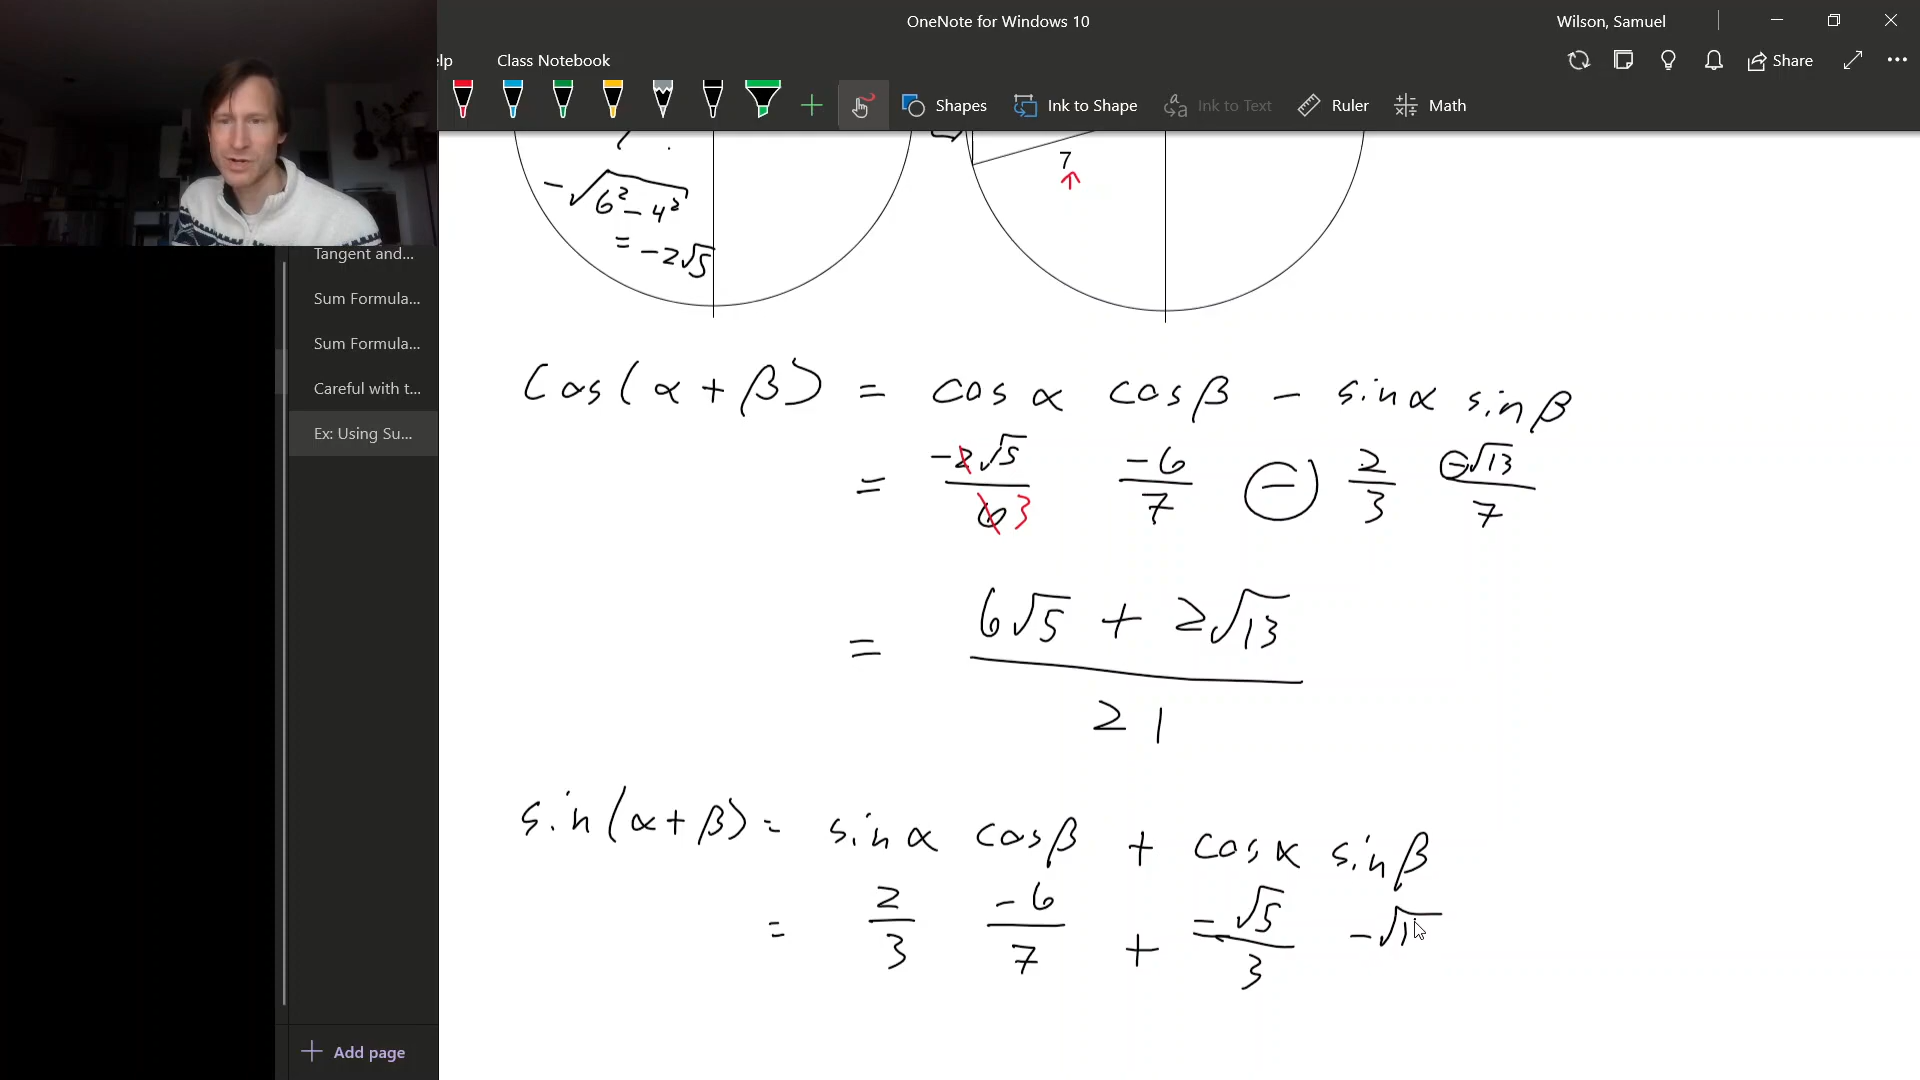 OneNote for Windows 10
Wilson, Samuel
lp Class Notebook
Share
Shapes Ink to Shape Ink to Text Ruler Math
Tangent and...
Sum Formula...
Sum Formula...
Careful with t...
Ex: Using Su...
Add page
7
-√(6² - 4²)
= -2√5
Cos(α + β) = cos α cos β - sin α sin β
= -2√5/6 3 -6/7 - 2/3 -√13/7
= (6√5 + 2√13)/21
sin(α + β) = sin α cos β + cos α sin β
= 2/3 -6/7 + -√5/3 -√1